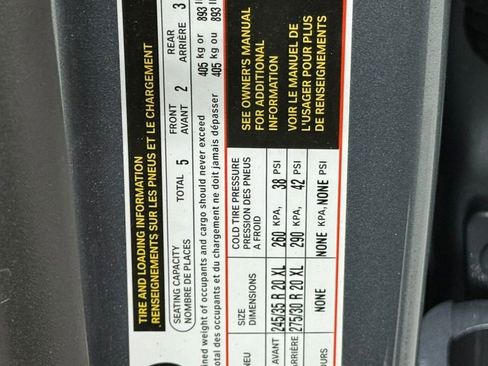 TIRE AND LOADING INFORMATION
RENSEIGNEMENTS SUR LES PNEUS ET LE CHARGEMENT
SEATING CAPACITY
NOMBRE DE PLACES
TOTAL 5
FRONT
AVANT 2
REAR
ARRIÈRE 3
of occupants and cargo should never exceed 405 kg or 893
total des occupants et du chargement ne doit jamais dépasser 405 kg ou 893
SIZE
DIMENSIONS
COLD TIRE PRESSURE
PRESSION DES PNEUS
A FROID
SEE OWNER'S MANUAL
FOR ADDITIONAL
INFORMATION
AVANT 245/35 R 20 XL 260 KPA, 38 PSI
275/30 R 20 XL 290 KPA, 42 PSI
VOIR LE MANUEL DE
L'USAGER POUR PLUS
DE RENSEIGNEMENTS
NONE NONE KPA, NONE PSI